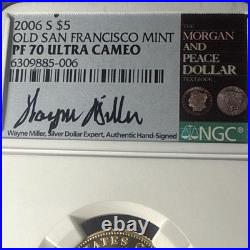 2006 S $5
OLD SAN FRANCISCO MINT
PF 70 ULTRA CAMEO
6309885-006
Wayne Miller
Wayne Miller, Silver Dollar Expert, Authentic Hand-Signed
THE
MORGAN
AND
PEACE
DOLLAR
TEXTBOOK
NGC
ATES